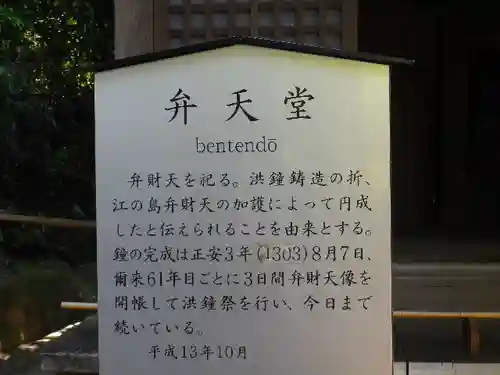 弁天堂
bentendō
弁財天を祀る。洪鐘鋳造の折、
江の島弁財天の加護によって円成
したと伝えられることを由来とする。
鐘の完成は正安3年(1303)8月7日、
爾来61年目ごとに3日間弁財天像を
開帳して洪鐘祭を行い、今日まで
続いている。
平成13年10月